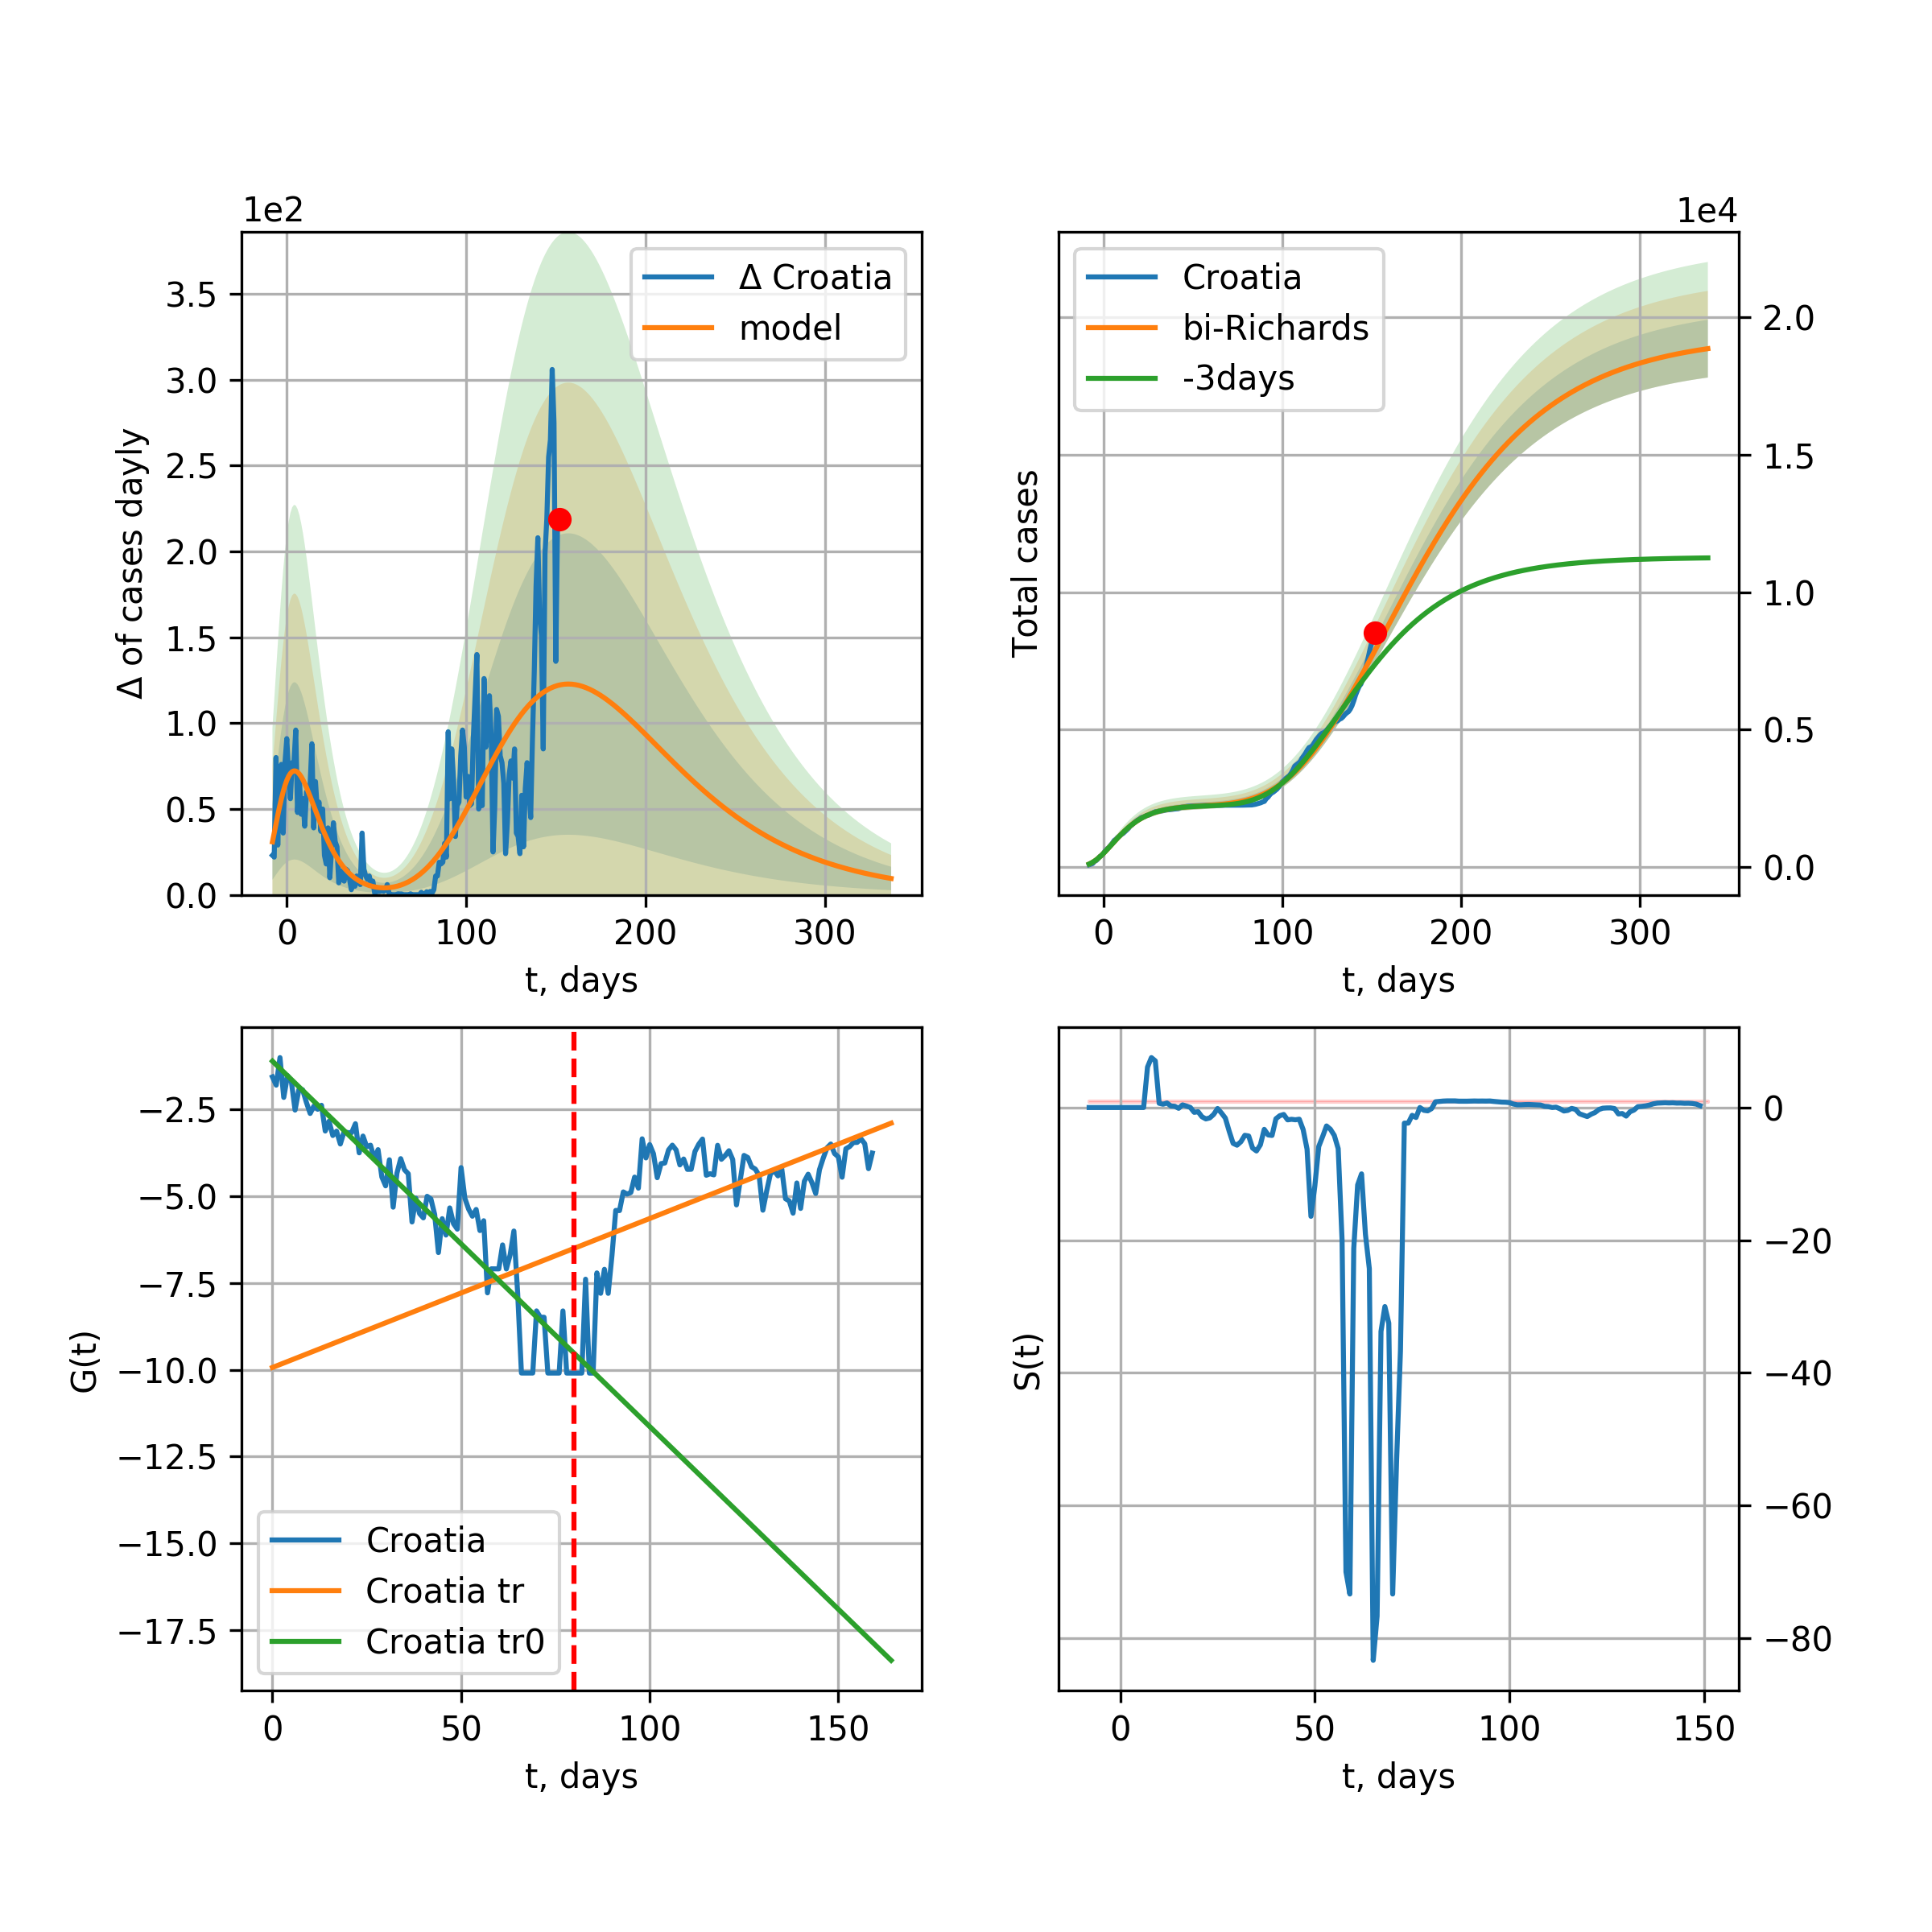 1e2
Δ of cases dayly
3.5
3.0
2.5
2.0
1.5
1.0
0.5
0.0
0 100 200 300
t, days
Δ Croatia
model
1e4
Total cases
2.0
1.5
1.0
0.5
0.0
0 100 200 300
t, days
Croatia
bi-Richards
-3days
G(t)
−2.5
−5.0
−7.5
−10.0
−12.5
−15.0
−17.5
0 50 100 150
t, days
Croatia
Croatia tr
Croatia tr0
S(t)
0
−20
−40
−60
−80
0 50 100 150
t, days